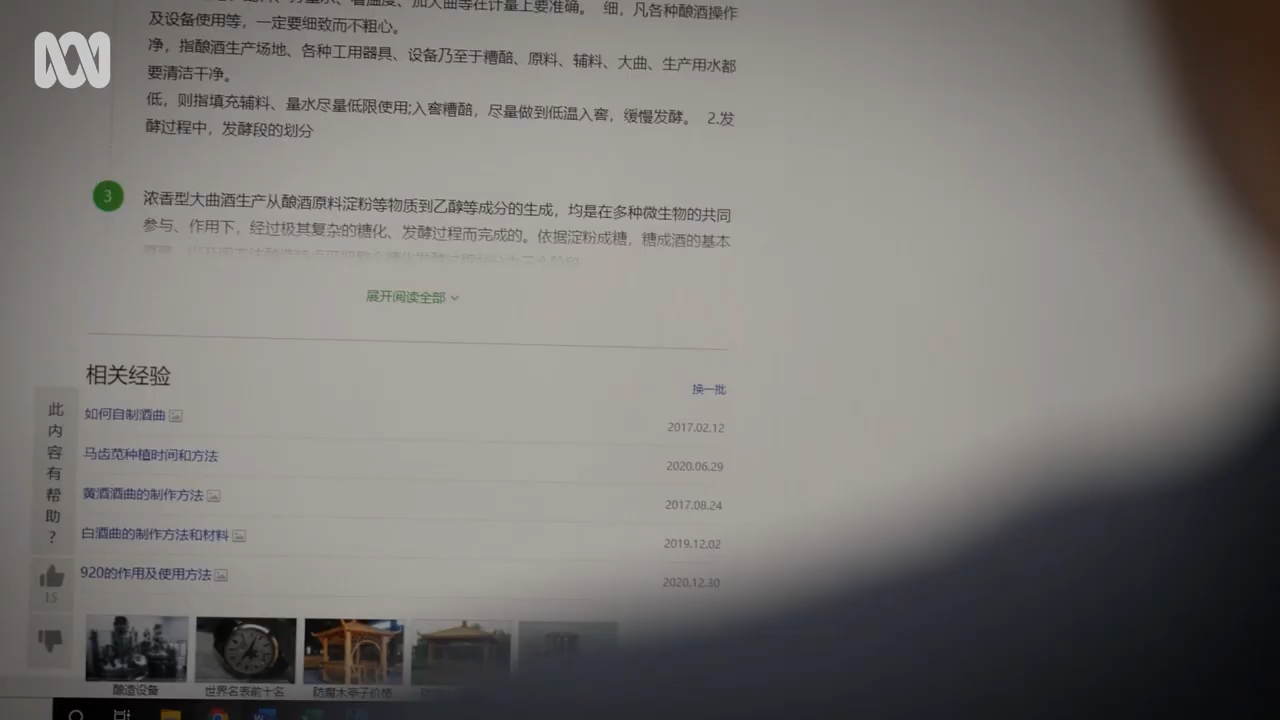 及设备使用等，一定要细致而不粗心。
净，指酿酒生产场地、各种工用器具、设备乃至于糟醅、原料、辅料、大曲、生产用水都
要清洁干净。
低，则指填充辅料、量水尽量低限使用;入窖糟醅，尽量做到低温入窖，缓慢发酵。 2.发
酵过程中，发酵段的划分
3
浓香型大曲酒生产从酿酒原料淀粉等物质到乙醇等成分的生成，均是在多种微生物的共同
参与、作用下，经过极其复杂的糖化、发酵过程而完成的。依据淀粉成糖，糖成酒的基本
展开阅读全部
相关经验
换一批
如何自制酒曲
2017.02.12
马齿苋种植时间和方法
2020.06.29
黄酒酒曲的制作方法
2017.08.24
白酒曲的制作方法和材料
2019.12.02
920的作用及使用方法
2020.12.30
此内容有帮助?
15
酿造设备
世界名表前十名
防腐木亭子价格